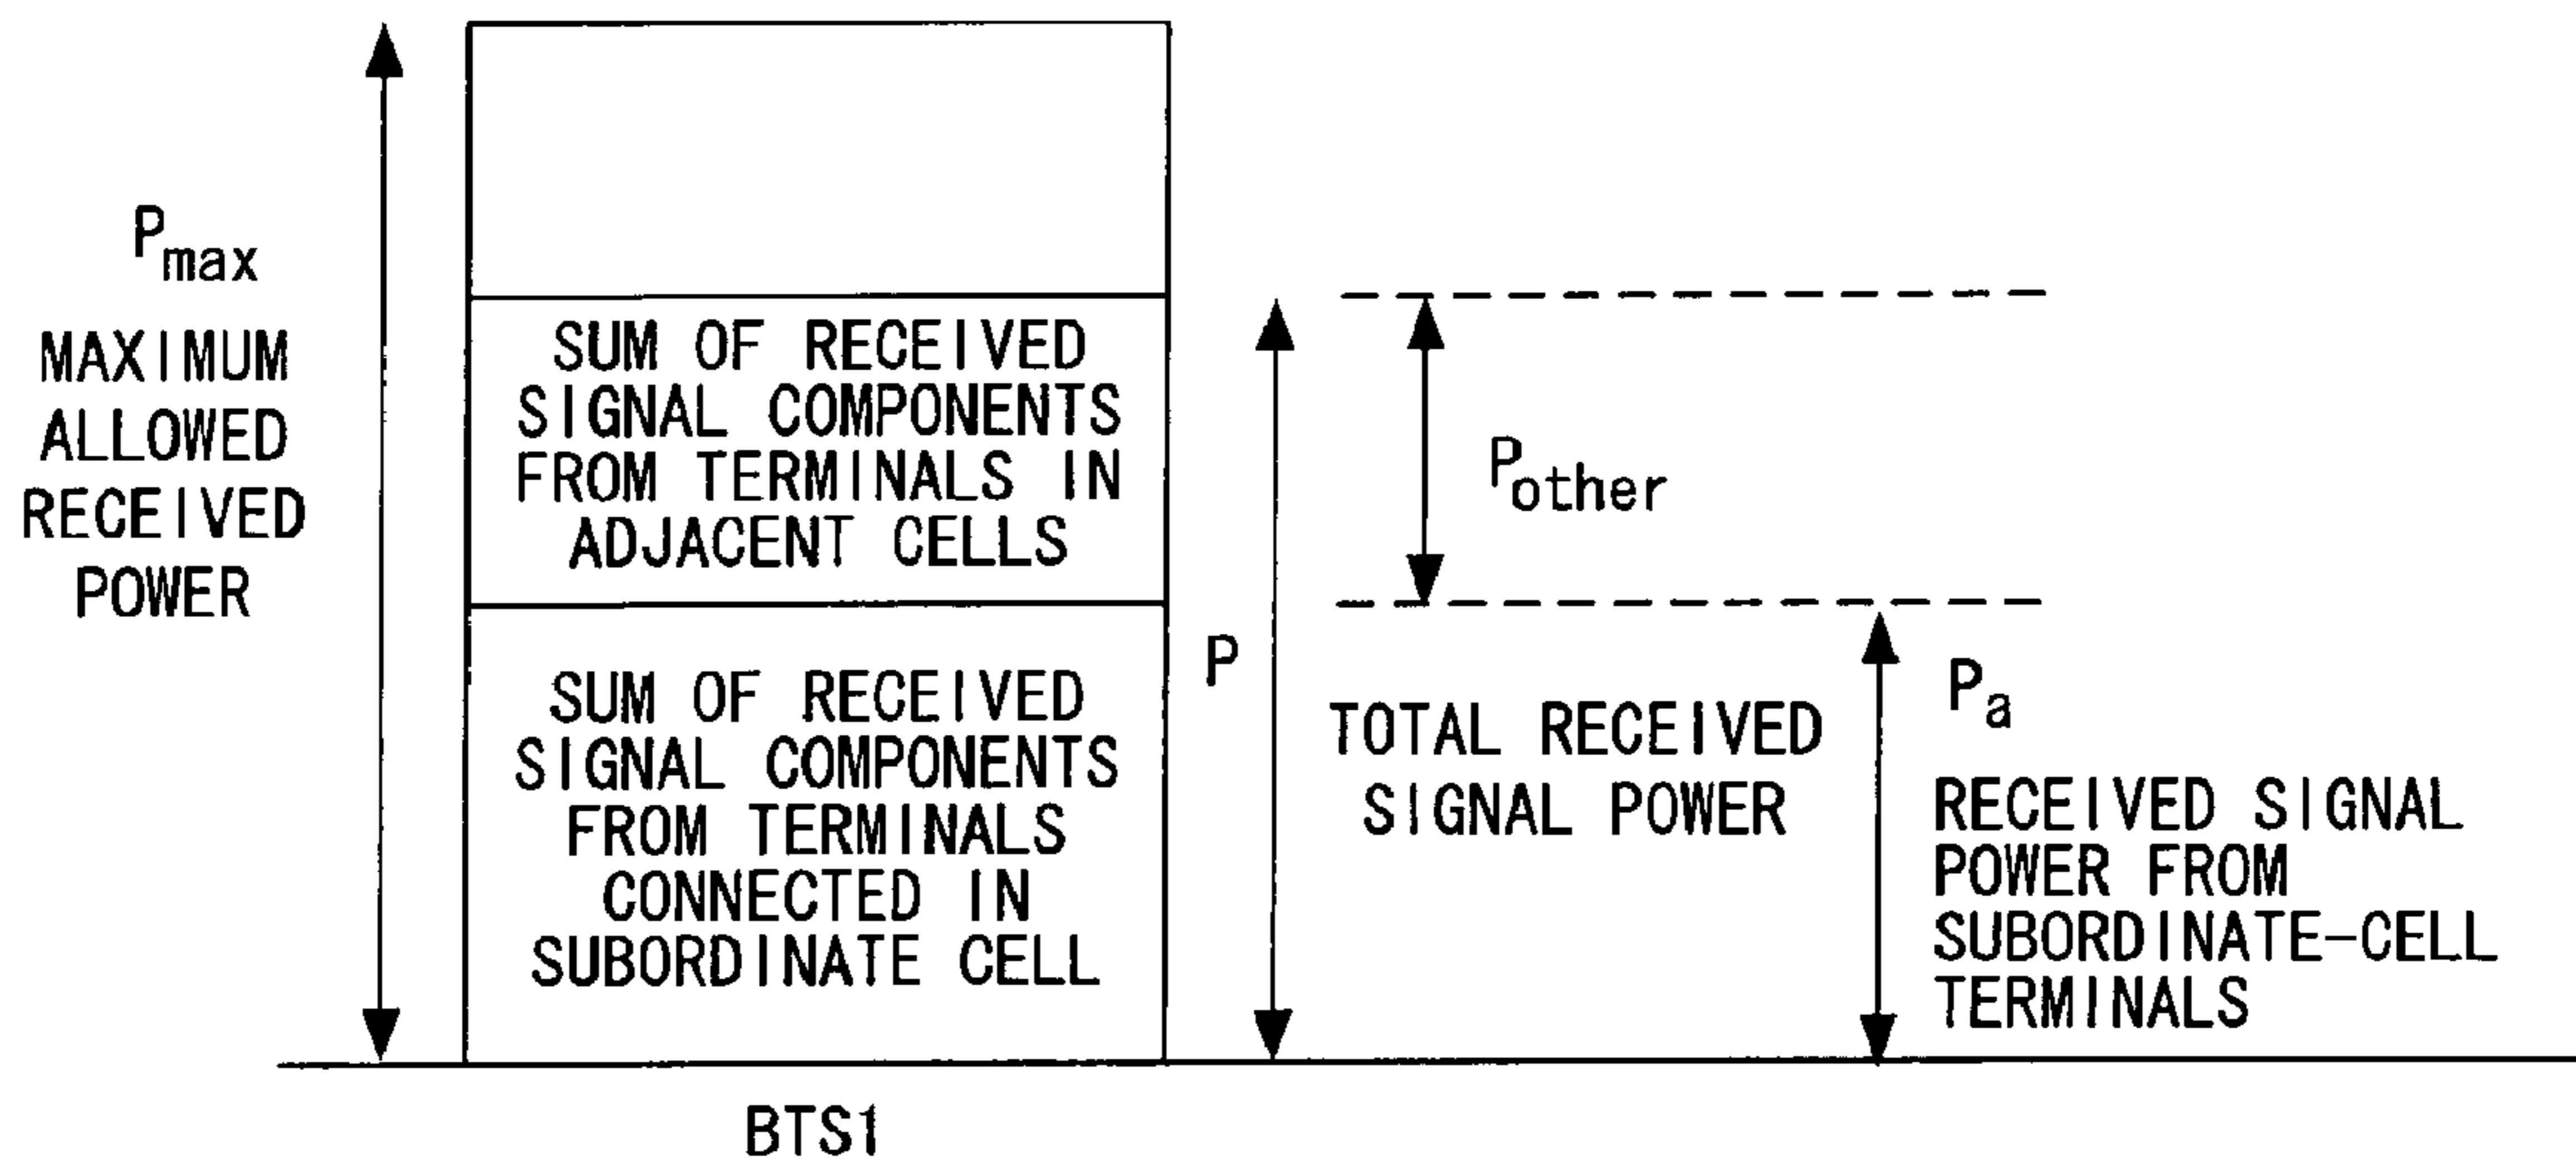 Pmax
MAXIMUM
ALLOWED
RECEIVED
POWER
SUM OF RECEIVED
SIGNAL COMPONENTS
FROM TERMINALS IN
ADJACENT CELLS
SUM OF RECEIVED
SIGNAL COMPONENTS
FROM TERMINALS
CONNECTED IN
SUBORDINATE CELL
P
TOTAL RECEIVED
SIGNAL POWER
Pother
Pa
RECEIVED SIGNAL
POWER FROM
SUBORDINATE-CELL
TERMINALS
BTS1